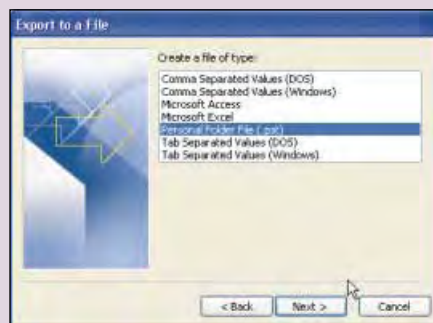 Export to a File
Create a file of type:
Comma Separated Values (DOS)
Comma Separated Values (Windows)
Microsoft Access
Microsoft Excel
Personal Folder File (.pst)
Tab Separated Values (DOS)
Tab Separated Values (Windows)
< Back
Next >
Cancel